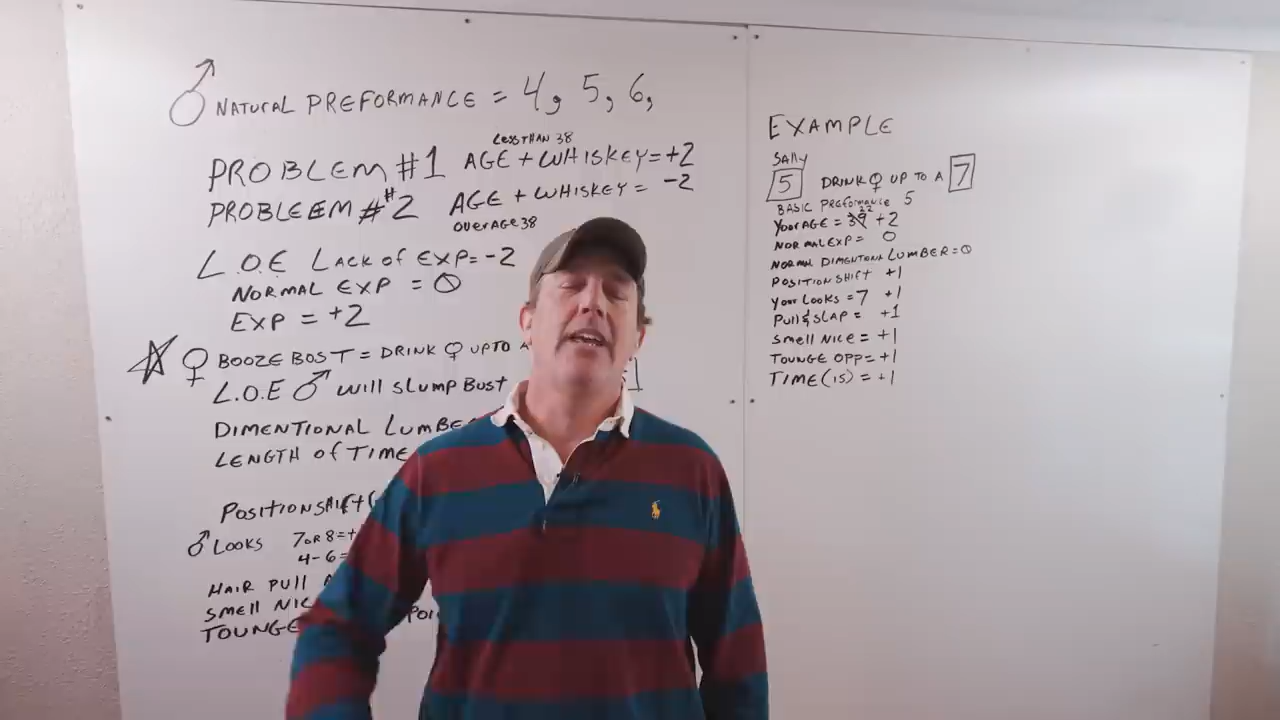 ♂ NATURAL PREFORMANCE = 4, 5, 6,
LESS THAN 38
PROBLEM #1 AGE + WHISKEY = +2
PROBLEEM #2 AGE + WHISKEY = -2
OVER AGE 38
L.O.E LACK OF EXP = -2
NORMAL EXP = 0
EXP = +2
♀ BOOZE BOST = DRINK ♀ UP TO A
L.O.E ♂ WILL SLUMP BUST
DIMENTIONAL LUMBER
LENGTH OF TIME
POSITION SHIFT
♂ LOOKS 7 OR 8 = +
4-6 =
HAIR PULL
SMELL NICE
TOUNGE
EXAMPLE
SALLY
5 DRINK ♀ UP TO A 7
BASIC PREFORMANCE 5
22
YOUR AGE = 39 +2
NORMAL EXP = 0
NORMAL DIMENTIONA LUMBER = 0
POSITION SHIFT +1
YOUR LOOKS = 7 +1
PULL & SLAP = +1
SMELL NICE = +1
TOUNGE OPP = +1
TIME (15) = +1